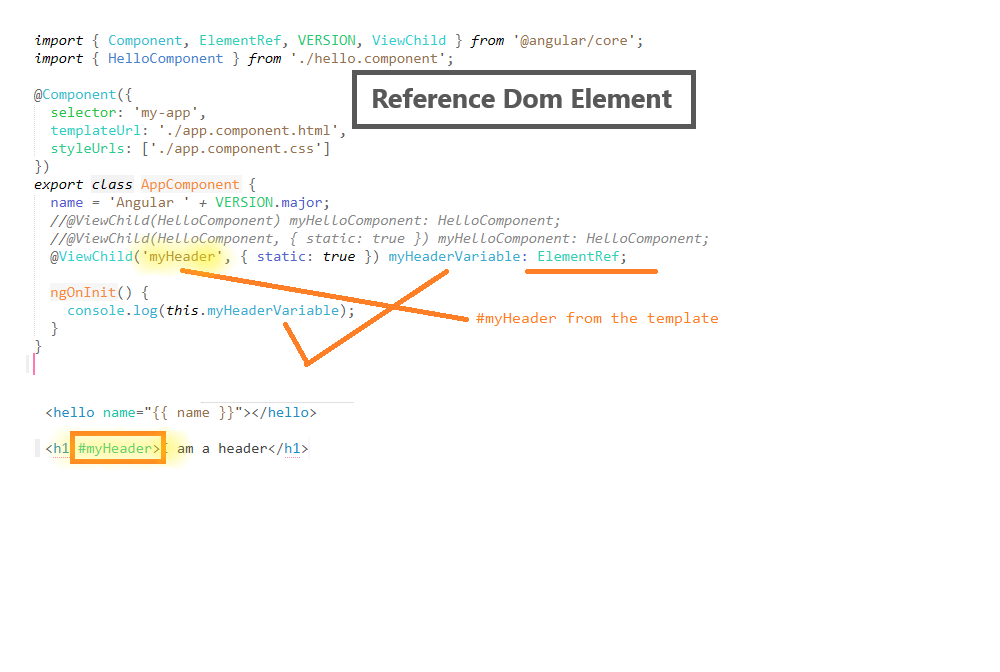 import { Component, ElementRef, VERSION, ViewChild } from '@angular/core';
import { HelloComponent } from './hello.component';
Reference Dom Element
@Component({
selector: 'my-app',
templateUrl: './app.component.html',
styleUrls: ['./app.component.css']
})
export class AppComponent {
name = 'Angular ' + VERSION.major;
//@ViewChild(HelloComponent) myHelloComponent: HelloComponent;
//@ViewChild(HelloComponent, { static: true }) myHelloComponent: HelloComponent;
@ViewChild('myHeader', { static: true }) myHeaderVariable: ElementRef;
ngOnInit() {
console.log(this.myHeaderVariable);
#myHeader from the template
}
}
<hello name="{{ name }}"></hello>
<h1 #myHeader>I am a header</h1>